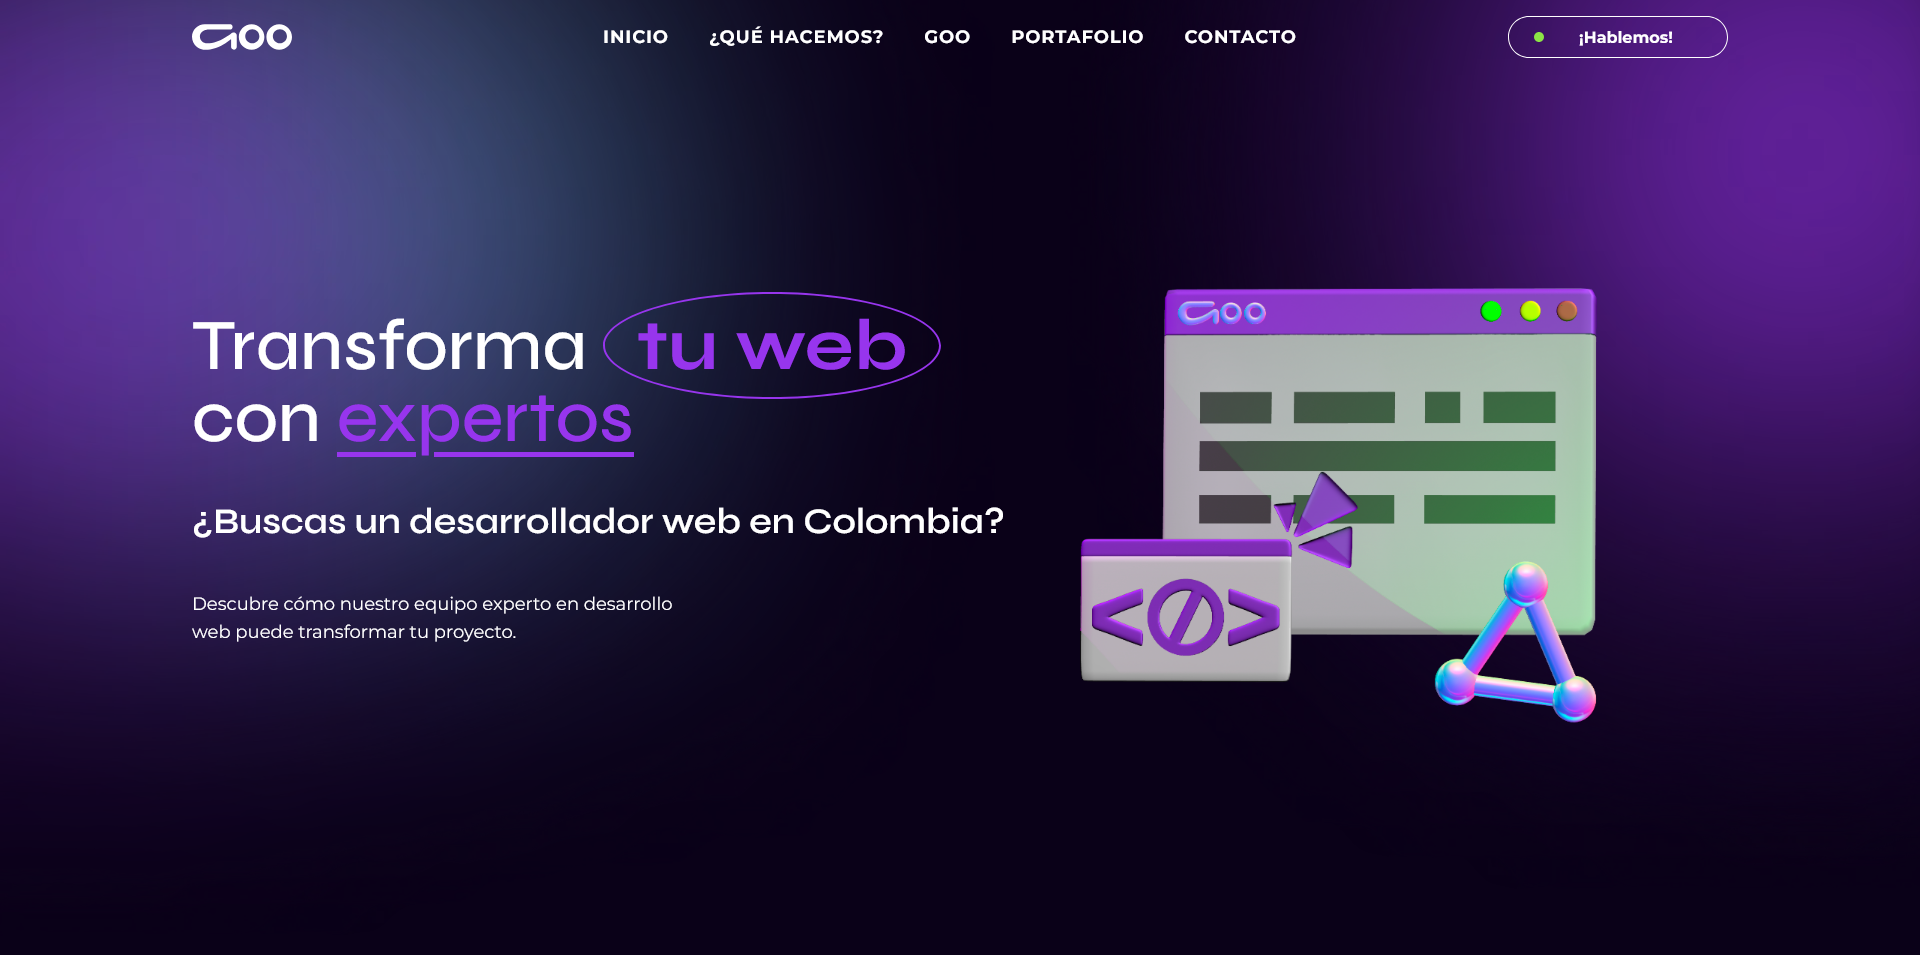 GOO
INICIO
¿QUÉ HACEMOS?
GOO
PORTAFOLIO
CONTACTO
¡Hablemos!
Transforma tu web
con expertos
¿Buscas un desarrollador web en Colombia?
Descubre cómo nuestro equipo experto en desarrollo
web puede transformar tu proyecto.
GOO